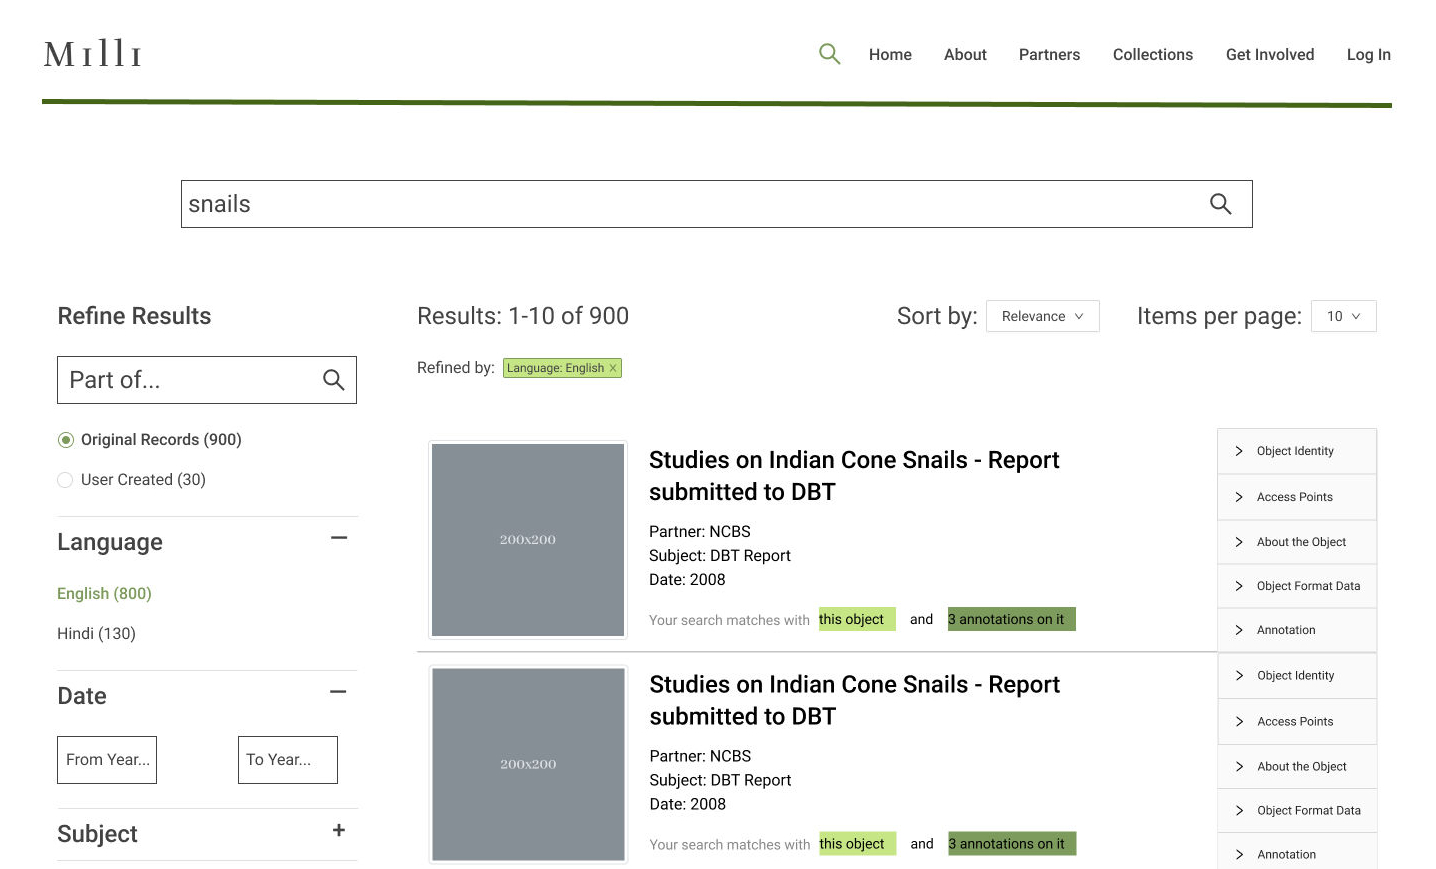 Mıllı
Home About Partners Collections Get Involved Log In
snails
Refine Results
Part of...
Original Records (900)
User Created (30)
Language
English (800)
Hindi (130)
Date
From Year... To Year...
Subject
Results: 1-10 of 900
Sort by: Relevance
Items per page: 10
Refined by: Language: English
200x200
Studies on Indian Cone Snails - Report
submitted to DBT
Partner: NCBS
Subject: DBT Report
Date: 2008
Your search matches with this object and 3 annotations on it
Object Identity
Access Points
About the Object
Object Format Data
Annotation
200x200
Studies on Indian Cone Snails - Report
submitted to DBT
Partner: NCBS
Subject: DBT Report
Date: 2008
Your search matches with this object and 3 annotations on it
Object Identity
Access Points
About the Object
Object Format Data
Annotation